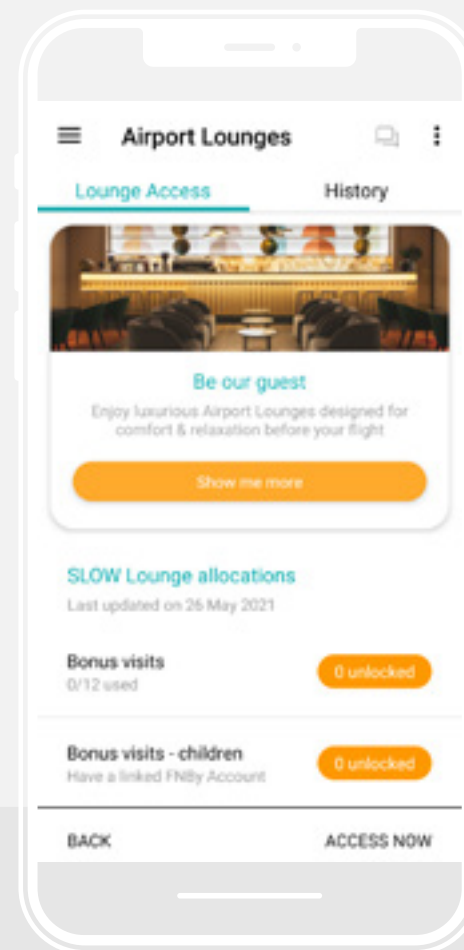 Airport Lounges
Lounge Access
History
Be our guest
Enjoy luxurious Airport Lounges designed for
comfort & relaxation before your flight
Show me more
SLOW Lounge allocations
Last updated on 26 May 2021
Bonus visits
0 unlocked
0/12 used
Bonus visits - children
0 unlocked
Have a linked FNBy Account
BACK
ACCESS NOW